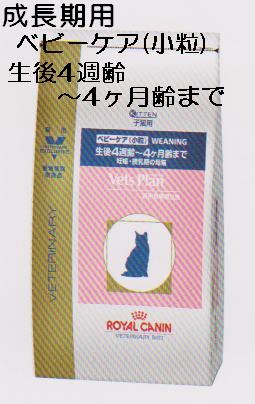 成長期用
ベビーケア(小粒)
生後4週齢
～4ヶ月齢まで
KITTEN
子猫用
ベビーケア(小粒) WEANING
生後4週齢～4ヶ月齢まで
妊娠・授乳期の母猫
Vets Plan
VETERINARY
ROYAL CANIN
VETERINARY DIET